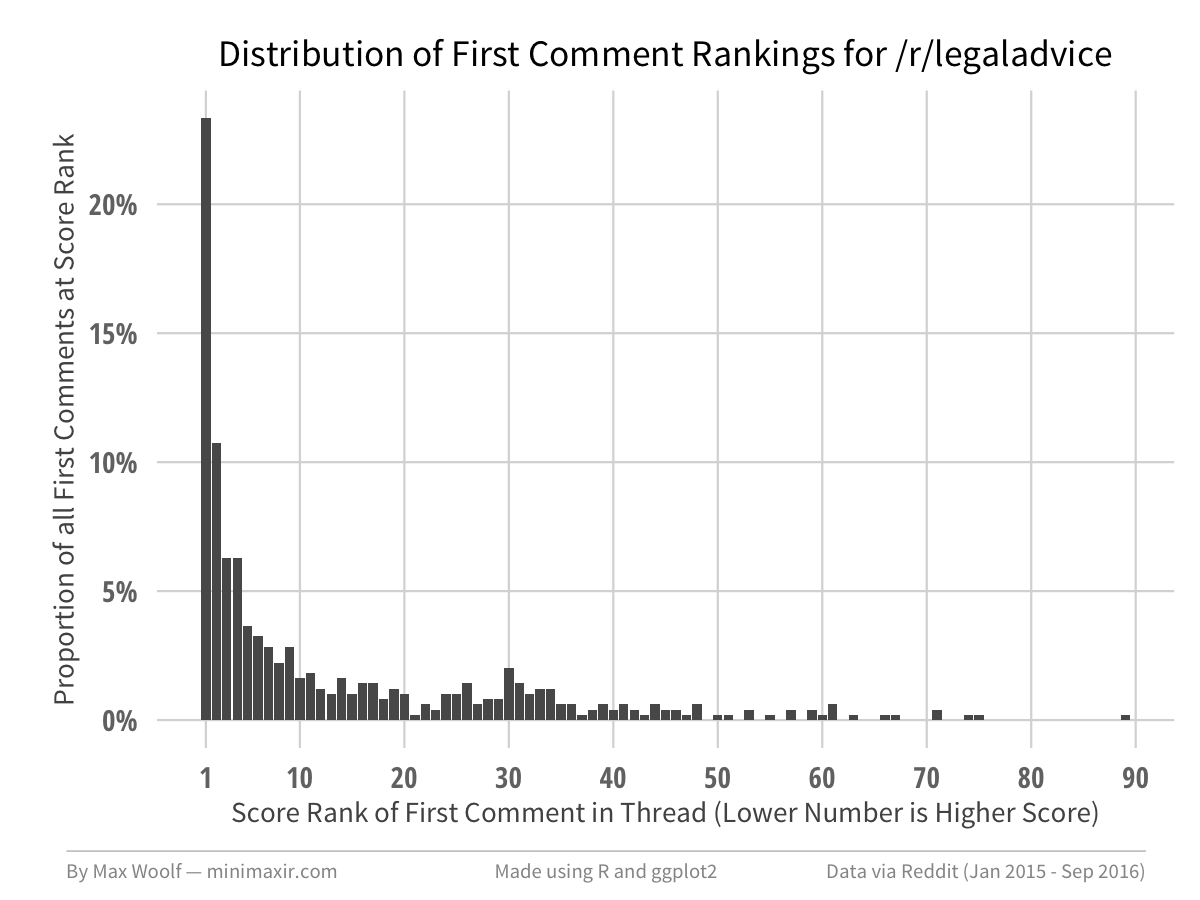 Distribution of First Comment Rankings for /r/legaladvice
Proportion of all First Comments at Score Rank
20%
15%
10%
5%
0%
1 10 20 30 40 50 60 70 80 90
Score Rank of First Comment in Thread (Lower Number is Higher Score)
By Max Woolf — minimaxir.com Made using R and ggplot2 Data via Reddit (Jan 2015 - Sep 2016)